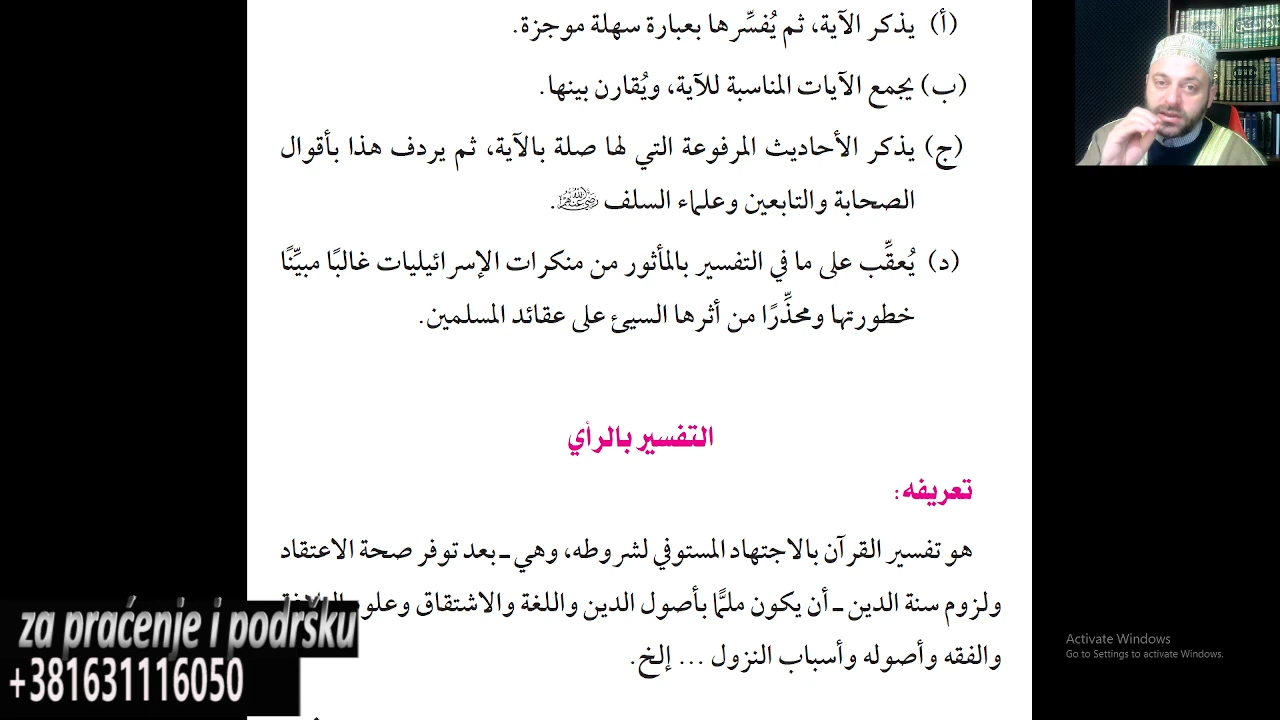 (أ) يذكر الآية، ثم يُفسِّرها بعبارة سهلة موجزة.
(ب) يجمع الآيات المناسبة للآية، ويُقارن بينها.
(ج) يذكر الأحاديث المرفوعة التي لها صلة بالآية، ثم يردف هذا بأقوال
الصحابة والتابعين وعلماء السلف ﵃.
(د) يُعقِّب على ما في التفسير بالمأثور من منكرات الإسرائيليات غالبًا مبيِّنًا
خطورتها ومحذِّرًا من أثرها السيئ على عقائد المسلمين.
التفسير بالرأي
تعريفه:
هو تفسير القرآن بالاجتهاد المستوفي لشروطه، وهي ـ بعد توفر صحة الاعتقاد
ولزوم سنة الدين ـ أن يكون ملمًّا بأصول الدين واللغة والاشتقاق وعلوم
والفقه وأصوله وأسباب النزول ... إلخ.
za praćenje i podršku
+381631116050
Activate Windows
Go to Settings to activate Windows.